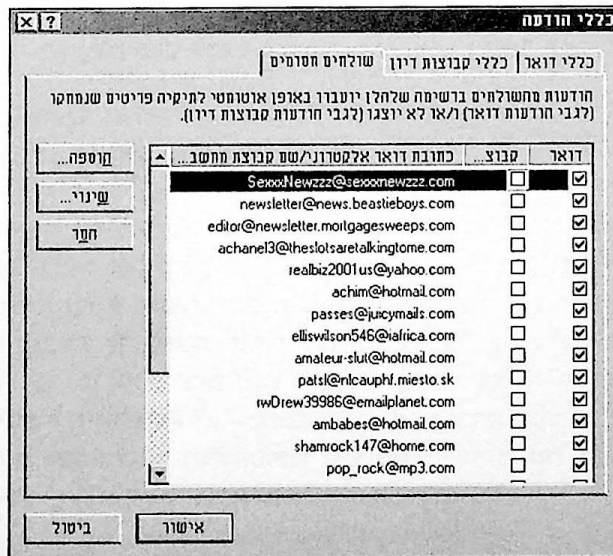 כללי הודעה
כללי דואר
כללי קבוצות דיון
שולחים חסומים
הודעות מהשולחים ברשימה שלהלן יועברו באופן אוטומטי לתיקיה פריטים שנמחקו
(לגבי הודעות דואר) ו/או לא יוצגו (לגבי הודעות קבוצות דיון).
דואר
קבוצ...
כתובת דואר אלקטרוני/שם קבוצת מחשב...
SexxxNewzzz@sexxxnewzzz.com
newsletter@news.beastieboys.com
editor@newsletter.mortgagesweeps.com
achanel3@theslotsaretalkingtome.com
realbiz2001us@yahoo.com
achim@hotmail.com
passes@juicymails.com
elliswilson546@iafrica.com
amateur-slut@hotmail.com
patsl@nlcauphf.miesto.sk
rwDrew39986@emailplanet.com
ambabes@hotmail.com
shamrock147@home.com
pop_rock@mp3.com
הוספה...
שינוי...
הסר
אישור
ביטול